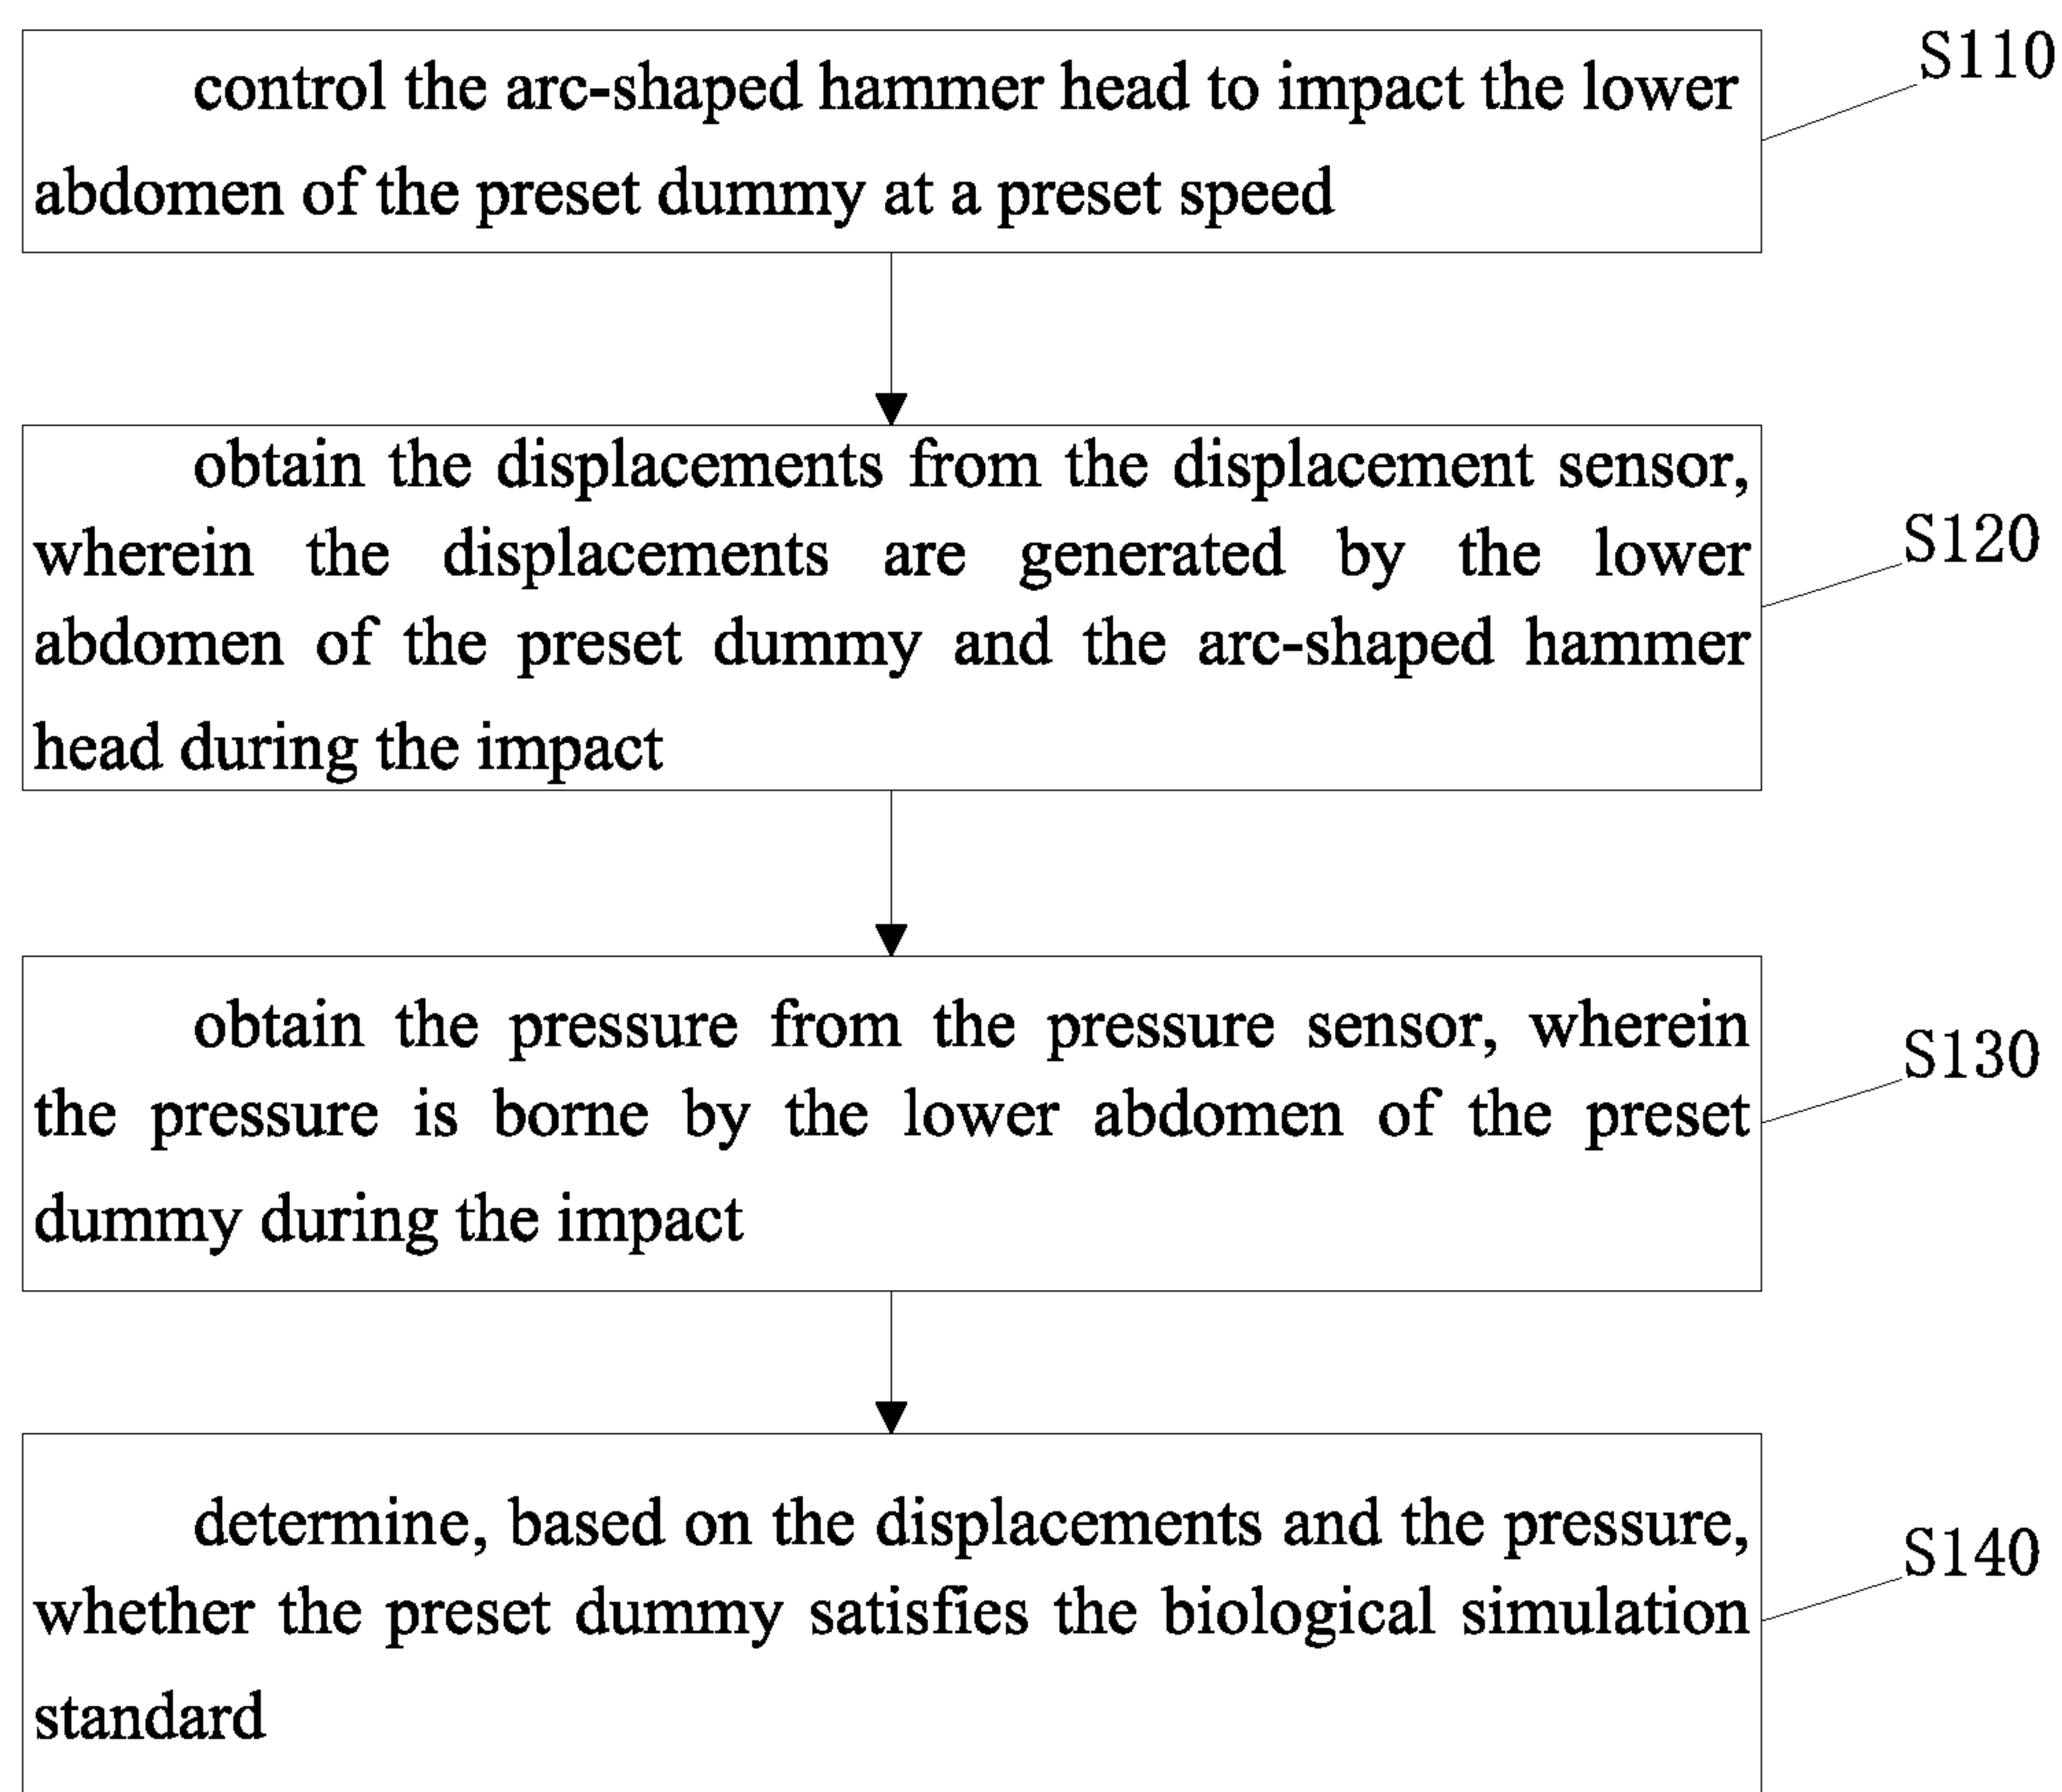 control the arc-shaped hammer head to impact the lower
abdomen of the preset dummy at a preset speed
S110
obtain the displacements from the displacement sensor,
wherein the displacements are generated by the lower
abdomen of the preset dummy and the arc-shaped hammer
head during the impact
S120
obtain the pressure from the pressure sensor, wherein
the pressure is borne by the lower abdomen of the preset
dummy during the impact
S130
determine, based on the displacements and the pressure,
whether the preset dummy satisfies the biological simulation
standard
S140